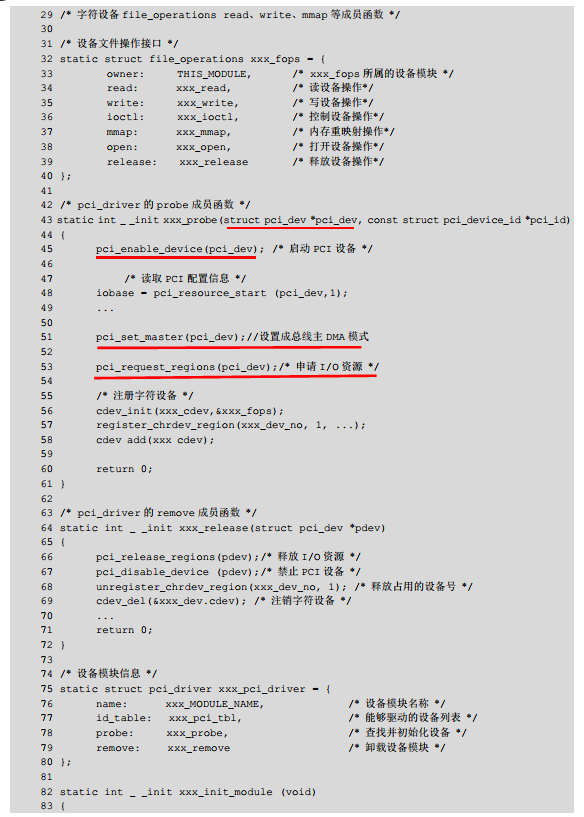 29 /* 字符设备 file_operations read、write、mmap 等成员函数 */
30
31 /* 设备文件操作接口 */
32 static struct file_operations xxx_fops = {
33 owner: THIS_MODULE, /* xxx_fops 所属的设备模块 */
34 read: xxx_read, /* 读设备操作*/
35 write: xxx_write, /* 写设备操作*/
36 ioctl: xxx_ioctl, /* 控制设备操作*/
37 mmap: xxx_mmap, /* 内存重映射操作*/
38 open: xxx_open, /* 打开设备操作*/
39 release: xxx_release /* 释放设备操作*/
40 };
41
42 /* pci_driver 的 probe 成员函数 */
43 static int _ _init xxx_probe(struct pci_dev *pci_dev, const struct pci_device_id *pci_id)
44 {
45 pci_enable_device(pci_dev); /* 启动 PCI 设备 */
46
47 /* 读取 PCI 配置信息 */
48 iobase = pci_resource_start (pci_dev,1);
49 ...
50
51 pci_set_master(pci_dev);//设置成总线主 DMA 模式
52
53 pci_request_regions(pci_dev);/* 申请 I/O 资源 */
54
55 /* 注册字符设备 */
56 cdev_init(xxx_cdev,&xxx_fops);
57 register_chrdev_region(xxx_dev_no, 1, ...);
58 cdev add(xxx cdev);
59
60 return 0;
61 }
62
63 /* pci_driver 的 remove 成员函数 */
64 static int _ _init xxx_release(struct pci_dev *pdev)
65 {
66 pci_release_regions(pdev);/* 释放 I/O 资源 */
67 pci_disable_device (pdev);/* 禁止 PCI 设备 */
68 unregister_chrdev_region(xxx_dev_no, 1); /* 释放占用的设备号 */
69 cdev_del(&xxx_dev.cdev); /* 注销字符设备 */
70 ...
71 return 0;
72 }
73
74 /* 设备模块信息 */
75 static struct pci_driver xxx_pci_driver = {
76 name: xxx_MODULE_NAME, /* 设备模块名称 */
77 id_table: xxx_pci_tbl, /* 能够驱动的设备列表 */
78 probe: xxx_probe, /* 查找并初始化设备 */
79 remove: xxx_remove /* 卸载设备模块 */
80 };
81
82 static int _ _init xxx_init_module (void)
83 {